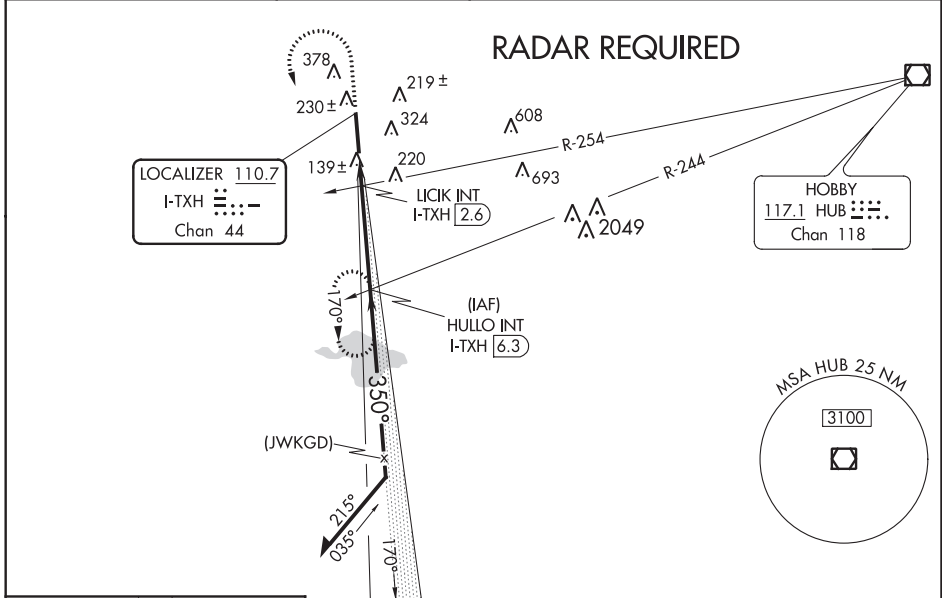 RADAR REQUIRED
378
219 ±
230 ±
324
608
R-254
139 ±
220
693
R-244
LOCALIZER 110.7
I-TXH
Chan 44
LICIK INT
I-TXH 2.6
HOBBY
117.1 HUB
Chan 118
2049
170°
(IAF)
HULLO INT
I-TXH 6.3
350°
MSA HUB 25 NM
3100
(JWKGD)
215°
035°
170°